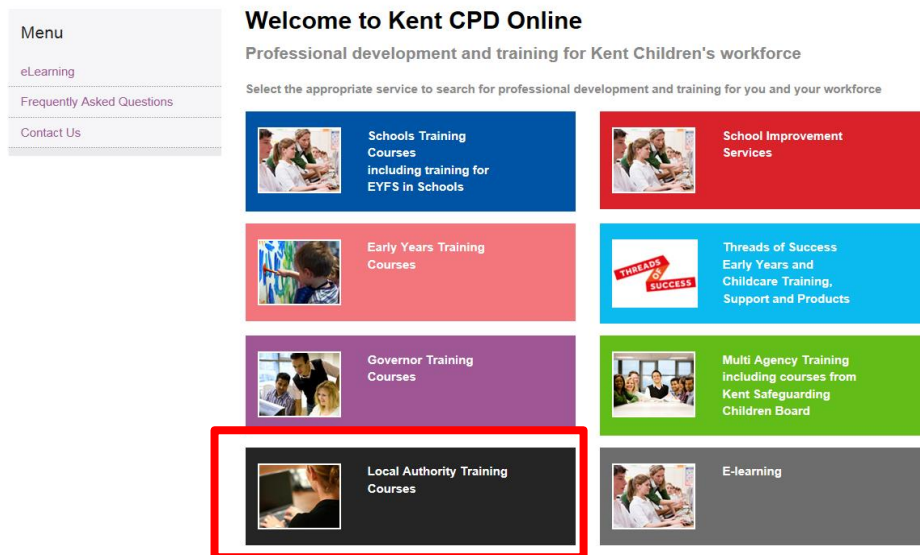 Menu
eLearning
Frequently Asked Questions
Contact Us
Welcome to Kent CPD Online
Professional development and training for Kent Children's workforce
Select the appropriate service to search for professional development and training for you and your workforce
Schools Training
Courses
including training for
EYFS in Schools
School Improvement
Services
Early Years Training
Courses
THREADS
OF
SUCCESS
Threads of Success
Early Years and
Childcare Training,
Support and Products
Governor Training
Courses
Multi Agency Training
including courses from
Kent Safeguarding
Children Board
Local Authority Training
Courses
E-learning